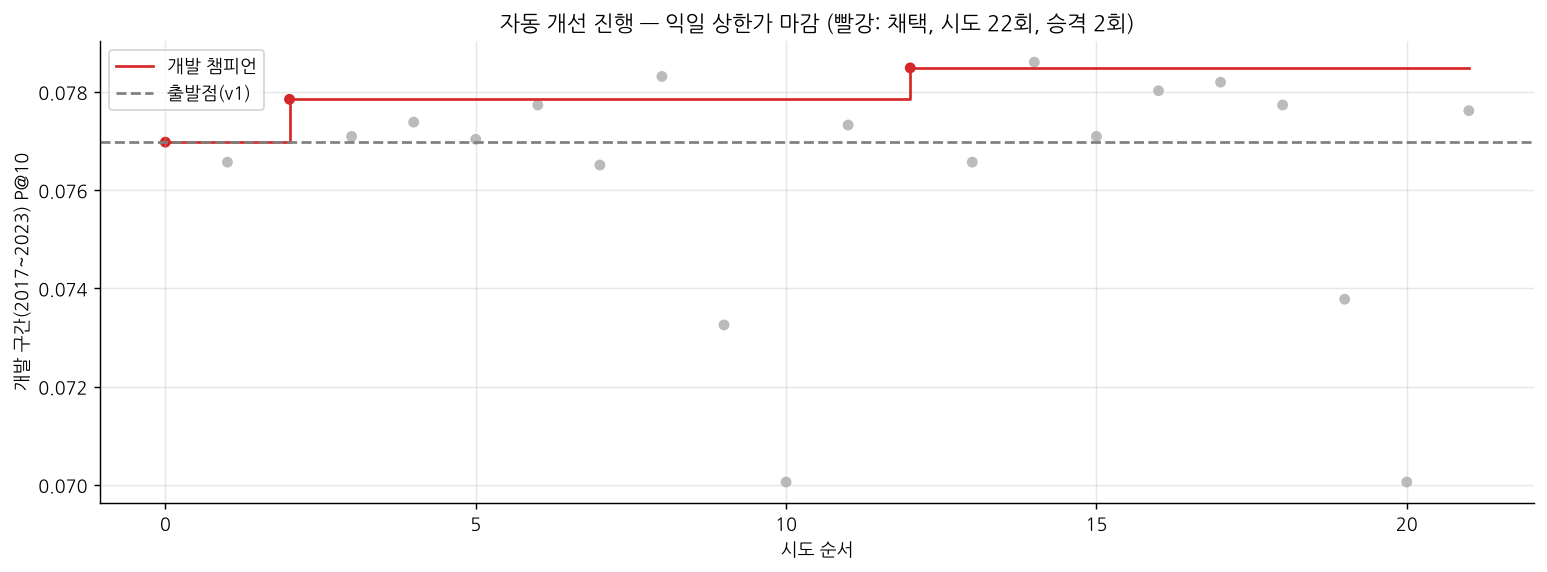 자동 개선 진행 — 익일 상한가 마감 (빨강: 채택, 시도 22회, 승격 2회)
개발 챔피언
출발점(v1)
개발 구간(2017~2023) P@10
0.078
0.076
0.074
0.072
0.070
0
5
10
15
20
시도 순서